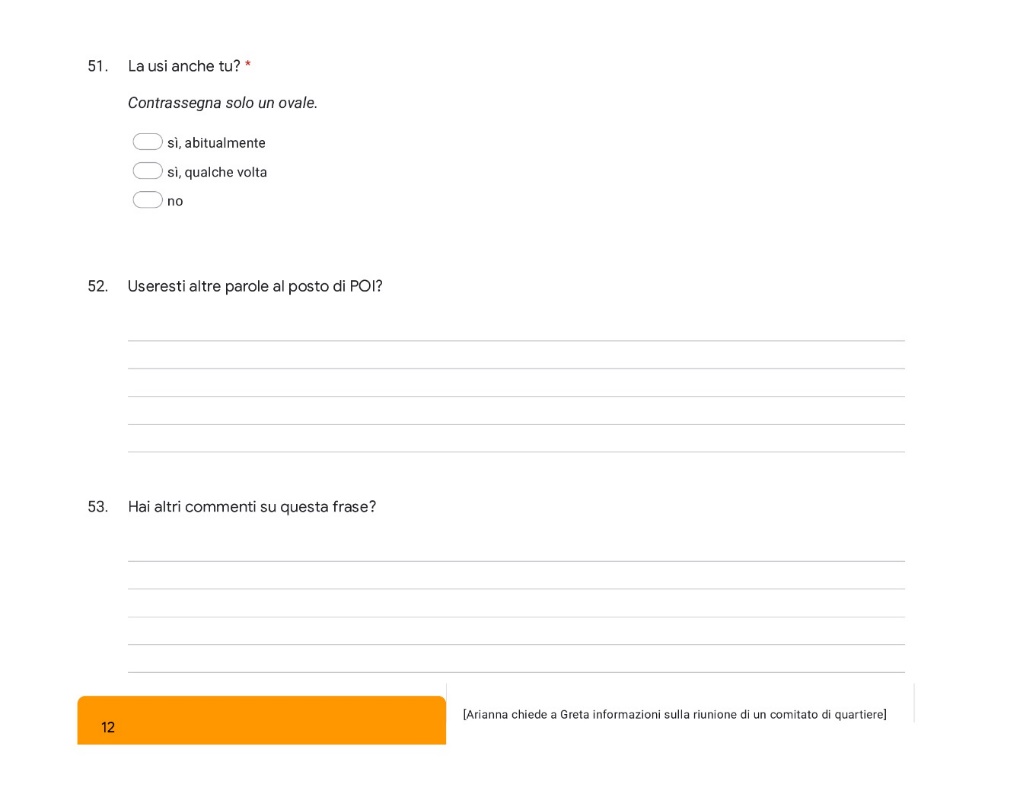 51. La usi anche tu? *
Contrassegna solo un ovale.
sì, abitualmente
sì, qualche volta
no
52. Useresti altre parole al posto di POI?
53. Hai altri commenti su questa frase?
12
[Arianna chiede a Greta informazioni sulla riunione di un comitato di quartiere]